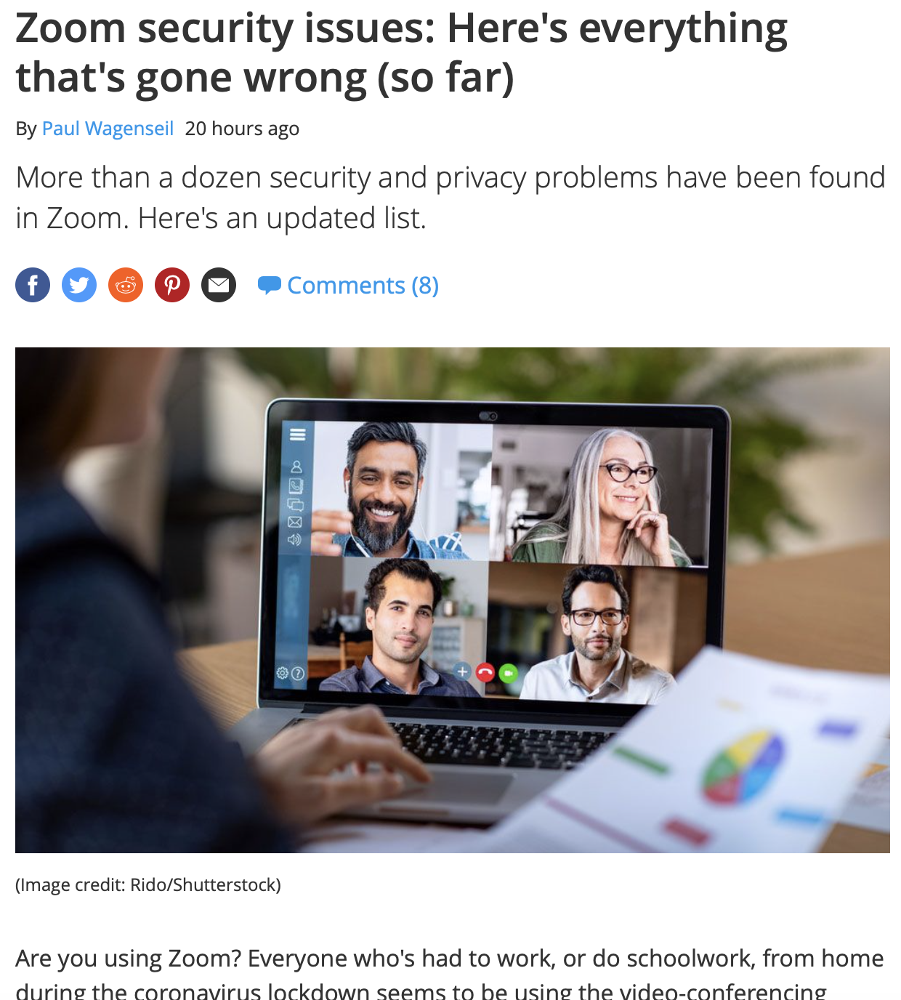 Zoom security issues: Here's everything
that's gone wrong (so far)
By Paul Wagenseil 20 hours ago
More than a dozen security and privacy problems have been found
in Zoom. Here's an updated list.
Comments (8)
(Image credit: Rido/Shutterstock)
Are you using Zoom? Everyone who's had to work, or do schoolwork, from home
during the coronavirus lockdown seems to be using the video-conferencing